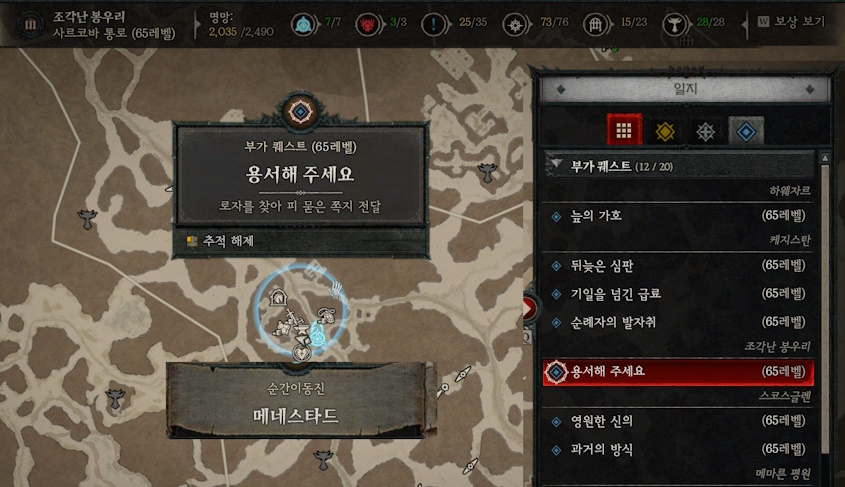 조각난 봉우리
사르코바 통로 (65레벨)
명망:
2,035 /2,490
7/7
3/3
25/35
73/76
15/23
28/28
W 보상 보기
일지
부가 퀘스트 (65레벨)
용서해 주세요
로자를 찾아 피 묻은 쪽지 전달
추적 해제
순간이동진
메네스타드
부가 퀘스트 (12 / 20)
하웨자르
늪의 가호 (65레벨)
케지스탄
뒤늦은 심판 (65레벨)
기일을 넘긴 급료 (65레벨)
순례자의 발자취 (65레벨)
조각난 봉우리
용서해 주세요 (65레벨)
스코스글렌
영원한 신의 (65레벨)
과거의 방식 (65레벨)
메마른 평원